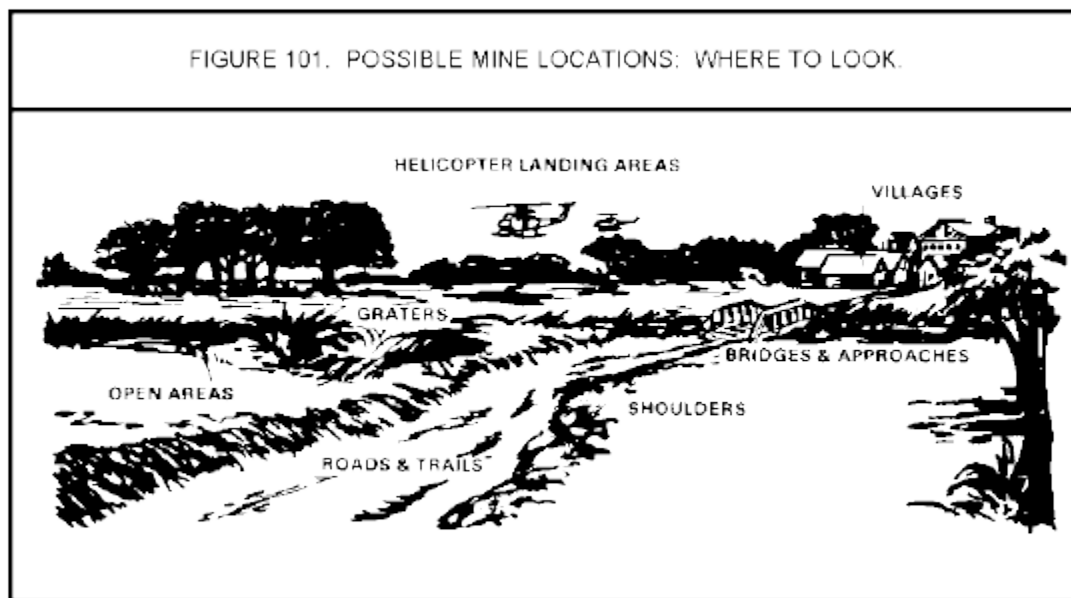 FIGURE 101. POSSIBLE MINE LOCATIONS: WHERE TO LOOK.
HELICOPTER LANDING AREAS
VILLAGES
GRATERS
BRIDGES & APPROACHES
OPEN AREAS
SHOULDERS
ROADS & TRAILS